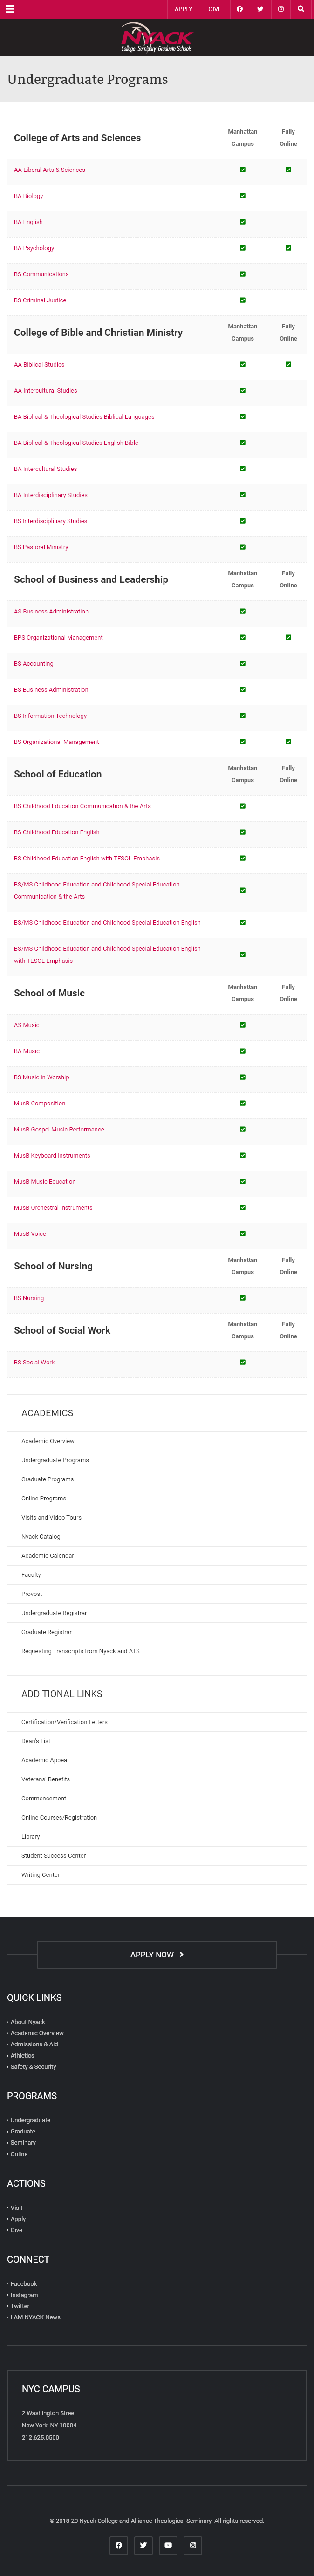 APPLY GIVE
NYACK
College · Seminary · Graduate Schools
Undergraduate Programs
College of Arts and Sciences Manhattan Campus Fully Online
AA Liberal Arts & Sciences
BA Biology
BA English
BA Psychology
BS Communications
BS Criminal Justice
College of Bible and Christian Ministry Manhattan Campus Fully Online
AA Biblical Studies
AA Intercultural Studies
BA Biblical & Theological Studies Biblical Languages
BA Biblical & Theological Studies English Bible
BA Intercultural Studies
BA Interdisciplinary Studies
BS Interdisciplinary Studies
BS Pastoral Ministry
School of Business and Leadership Manhattan Campus Fully Online
AS Business Administration
BPS Organizational Management
BS Accounting
BS Business Administration
BS Information Technology
BS Organizational Management
School of Education Manhattan Campus Fully Online
BS Childhood Education Communication & the Arts
BS Childhood Education English
BS Childhood Education English with TESOL Emphasis
BS/MS Childhood Education and Childhood Special Education
Communication & the Arts
BS/MS Childhood Education and Childhood Special Education English
BS/MS Childhood Education and Childhood Special Education English
with TESOL Emphasis
School of Music Manhattan Campus Fully Online
AS Music
BA Music
BS Music in Worship
MusB Composition
MusB Gospel Music Performance
MusB Keyboard Instruments
MusB Music Education
MusB Orchestral Instruments
MusB Voice
School of Nursing Manhattan Campus Fully Online
BS Nursing
School of Social Work Manhattan Campus Fully Online
BS Social Work
ACADEMICS
Academic Overview
Undergraduate Programs
Graduate Programs
Online Programs
Visits and Video Tours
Nyack Catalog
Academic Calendar
Faculty
Provost
Undergraduate Registrar
Graduate Registrar
Requesting Transcripts from Nyack and ATS
ADDITIONAL LINKS
Certification/Verification Letters
Dean's List
Academic Appeal
Veterans' Benefits
Commencement
Online Courses/Registration
Library
Student Success Center
Writing Center
APPLY NOW
QUICK LINKS
About Nyack
Academic Overview
Admissions & Aid
Athletics
Safety & Security
PROGRAMS
Undergraduate
Graduate
Seminary
Online
ACTIONS
Visit
Apply
Give
CONNECT
Facebook
Instagram
Twitter
I AM NYACK News
NYC CAMPUS
2 Washington Street
New York, NY 10004
212.625.0500
© 2018-20 Nyack College and Alliance Theological Seminary. All rights reserved.